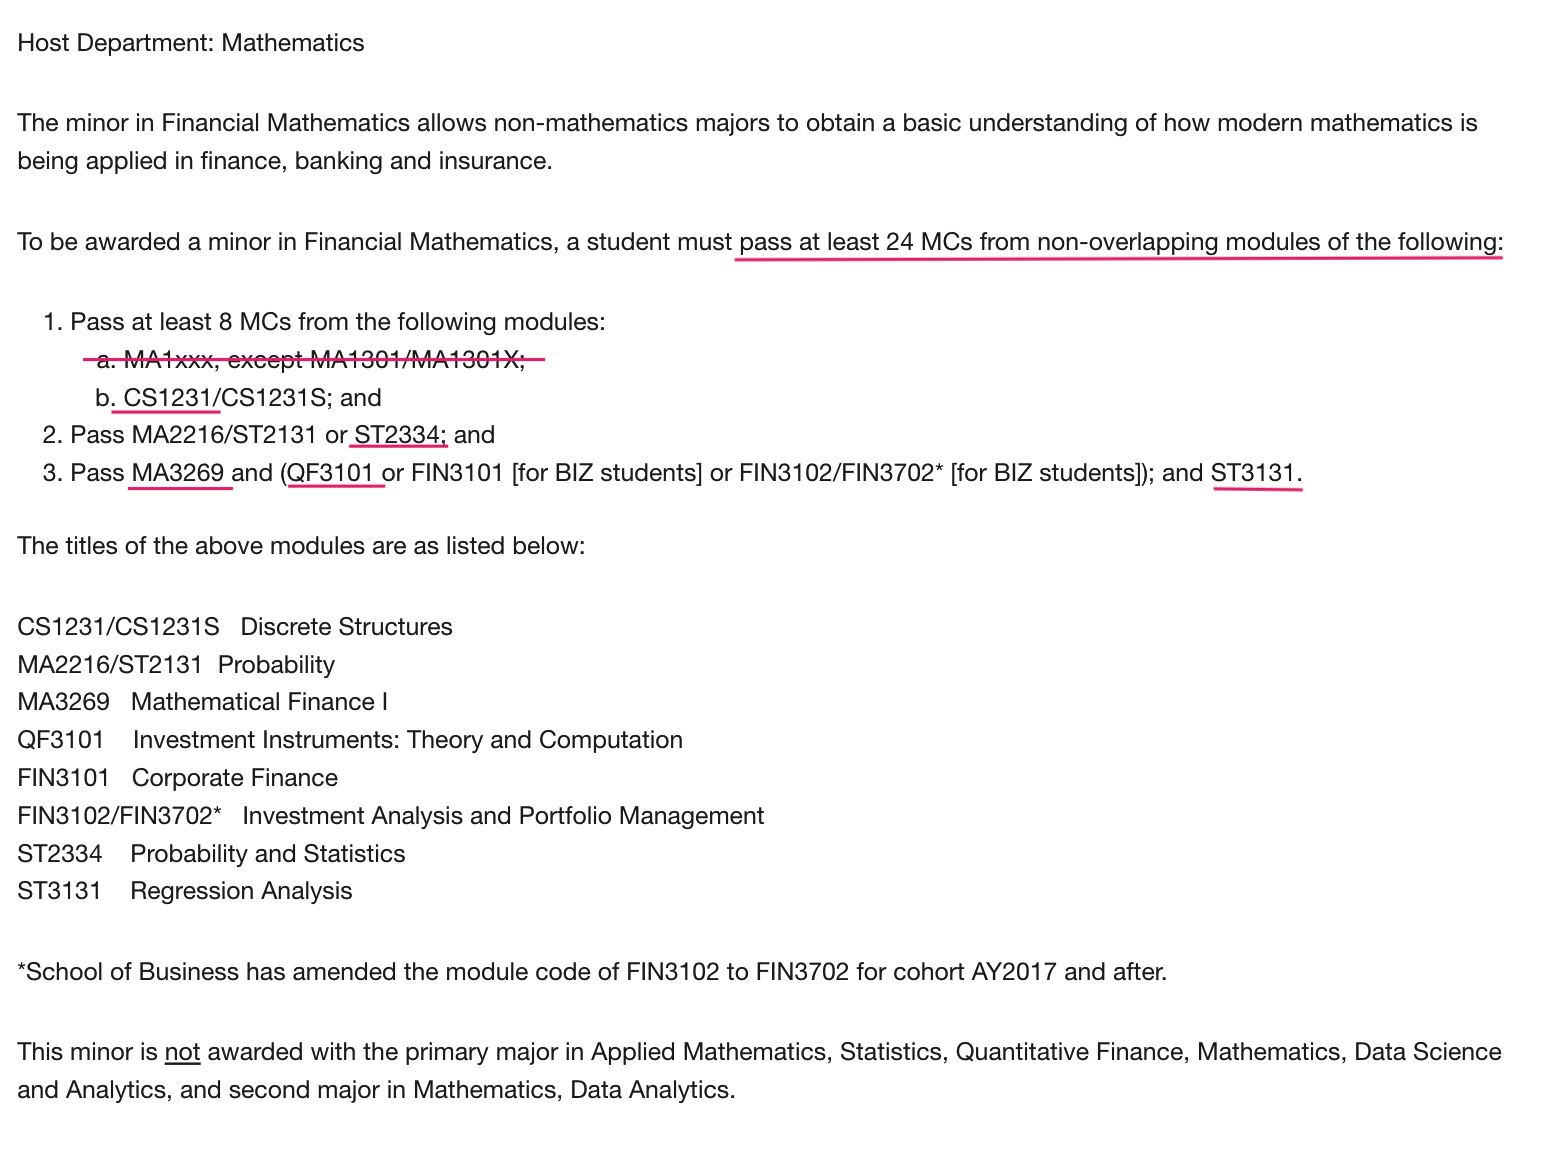 Host Department: Mathematics
The minor in Financial Mathematics allows non-mathematics majors to obtain a basic understanding of how modern mathematics is
being applied in finance, banking and insurance.
To be awarded a minor in Financial Mathematics, a student must pass at least 24 MCs from non-overlapping modules of the following:
1. Pass at least 8 MCs from the following modules:
a. MA1xxx, except MA1301/MA1301X;
b. CS1231/CS1231S; and
2. Pass MA2216/ST2131 or ST2334; and
3. Pass MA3269 and (QF3101 or FIN3101 [for BIZ students] or FIN3102/FIN3702* [for BIZ students]); and ST3131.
The titles of the above modules are as listed below:
CS1231/CS1231S Discrete Structures
MA2216/ST2131 Probability
MA3269 Mathematical Finance I
QF3101 Investment Instruments: Theory and Computation
FIN3101 Corporate Finance
FIN3102/FIN3702* Investment Analysis and Portfolio Management
ST2334 Probability and Statistics
ST3131 Regression Analysis
*School of Business has amended the module code of FIN3102 to FIN3702 for cohort AY2017 and after.
This minor is not awarded with the primary major in Applied Mathematics, Statistics, Quantitative Finance, Mathematics, Data Science
and Analytics, and second major in Mathematics, Data Analytics.